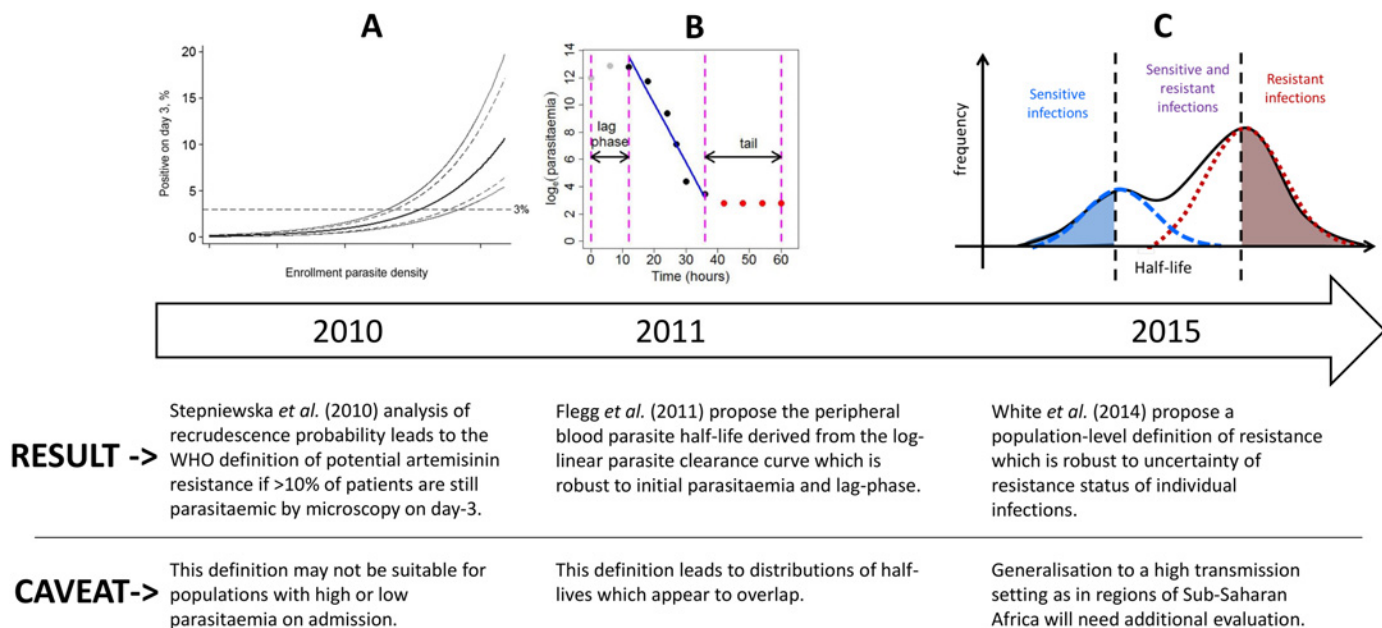 A
B
C
20
15
10
5
0
Positive on day 3, %
3%
Enrollment parasite density
14
12
10
8
6
4
2
0
logₑ(parasitaemia)
lag
phase
tail
0 10 20 30 40 50 60
Time (hours)
frequency
Sensitive
infections
Sensitive and
resistant
infections
Resistant
infections
Half-life
2010
2011
2015
RESULT ->
Stepniewska et al. (2010) analysis of
recrudescence probability leads to the
WHO definition of potential artemisinin
resistance if >10% of patients are still
parasitaemic by microscopy on day-3.
Flegg et al. (2011) propose the peripheral
blood parasite half-life derived from the log-
linear parasite clearance curve which is
robust to initial parasitaemia and lag-phase.
White et al. (2014) propose a
population-level definition of resistance
which is robust to uncertainty of
resistance status of individual
infections.
CAVEAT->
This definition may not be suitable for
populations with high or low
parasitaemia on admission.
This definition leads to distributions of half-
lives which appear to overlap.
Generalisation to a high transmission
setting as in regions of Sub-Saharan
Africa will need additional evaluation.